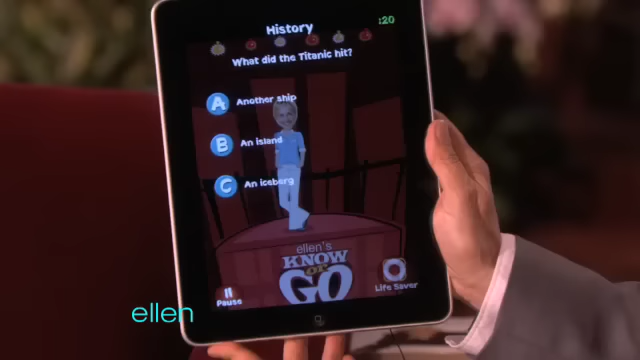 History
:20
What did the Titanic hit?
A Another ship
B An island
C An iceberg
ellen's
KNOW
OR
GO
Pause
Life Saver
ellen